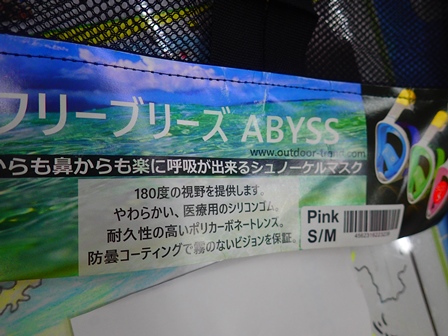 フリーブリーズ ABYSS
からも鼻からも楽に呼吸が出来るシュノーケルマスク
180度の視野を提供します。
やわらかい、医療用のシリコンゴム。
耐久性の高いポリカーボネートレンズ。
防曇コーティングで霧のないビジョンを保証。
Pink
S/M